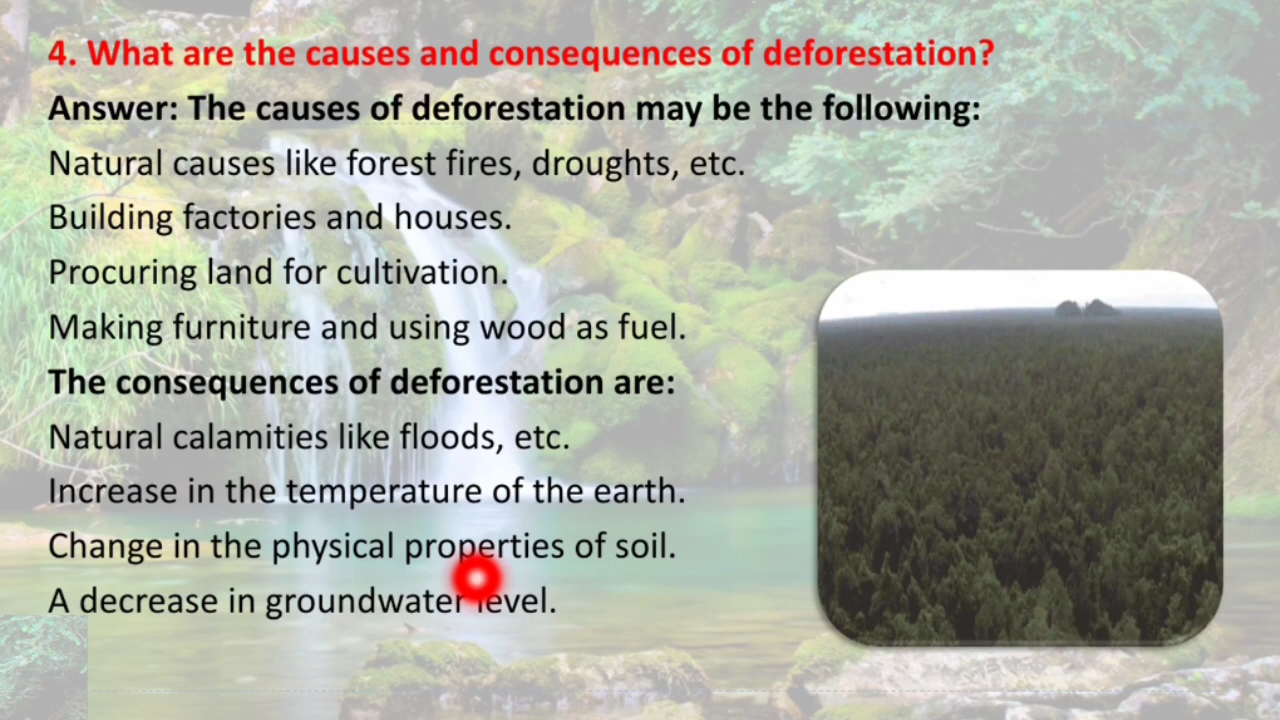 4. What are the causes and consequences of deforestation?
Answer: The causes of deforestation may be the following:
Natural causes like forest fires, droughts, etc.
Building factories and houses.
Procuring land for cultivation.
Making furniture and using wood as fuel.
The consequences of deforestation are:
Natural calamities like floods, etc.
Increase in the temperature of the earth.
Change in the physical properties of soil.
A decrease in groundwater level.